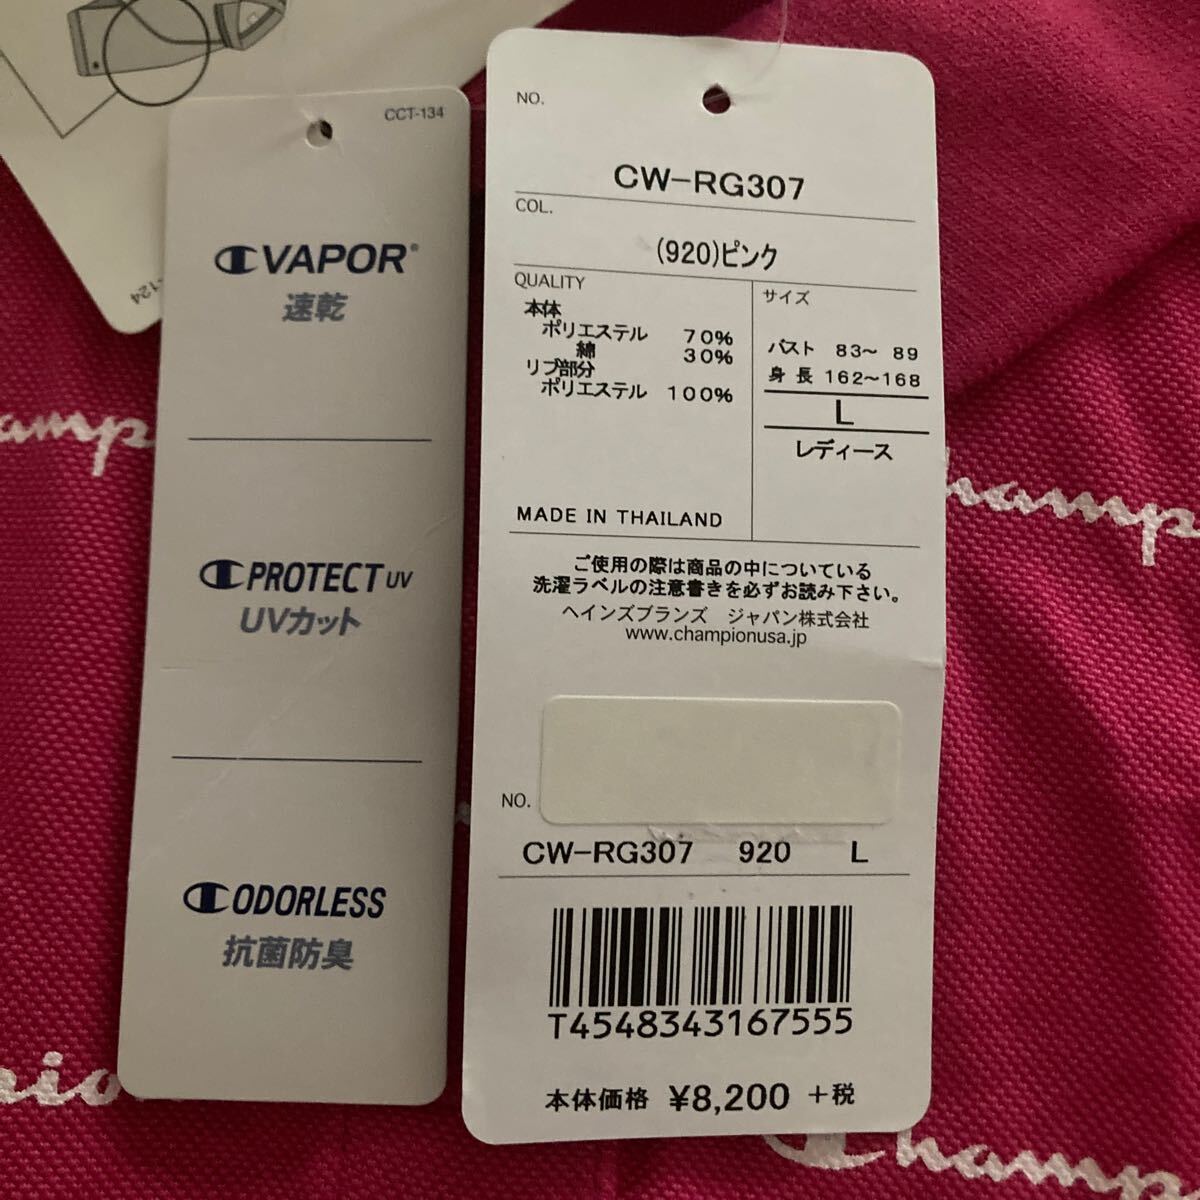 CCT-134
VAPOR®
速乾
PROTECT UV
UVカット
ODORLESS
抗菌防臭
124
NO.
CW-RG307
COL.
(920)ピンク
QUALITY
本体
ポリエステル 70%
綿 30%
リブ部分
ポリエステル 100%
MADE IN THAILAND
サイズ
バスト 83～ 89
身長 162～168
L
レディース
ご使用の際は商品の中についている
洗濯ラベルの注意書きを必ずお読み下さい。
ヘインズブランズ ジャパン株式会社
www.championusa.jp
NO.
CW-RG307 920 L
T4548343167555
本体価格 ¥8,200 +税
amp
hamp
Champ